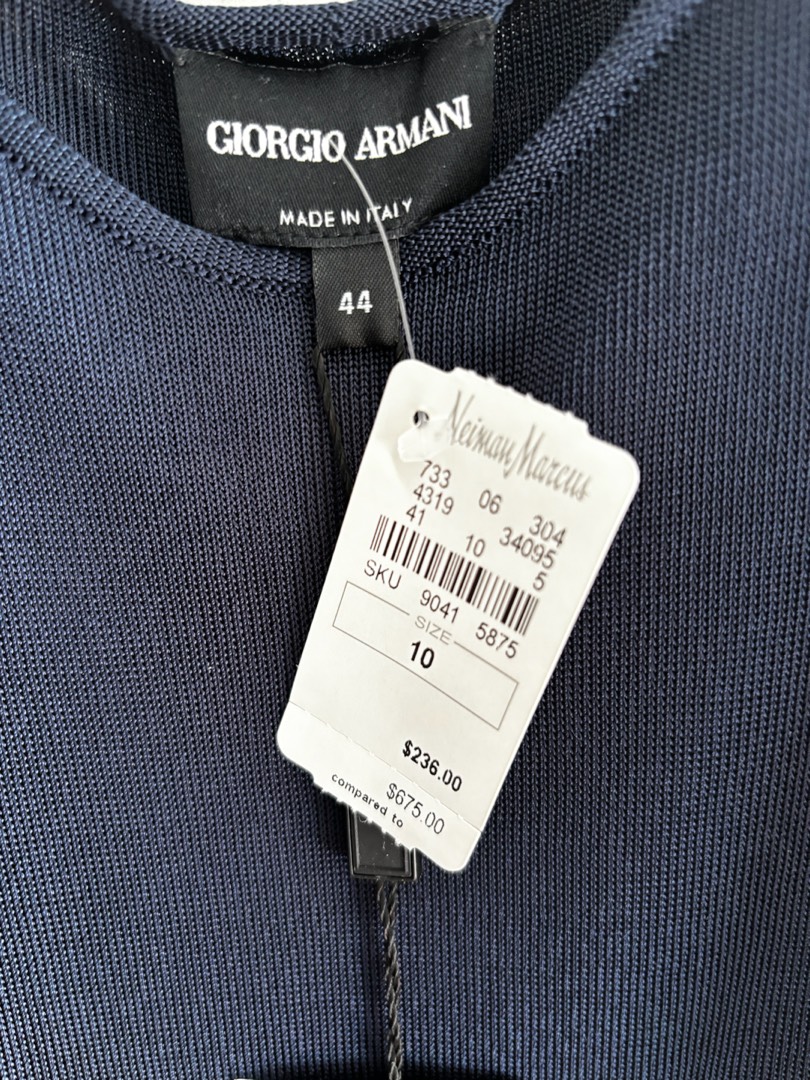 GIORGIO ARMANI
MADE IN ITALY
44
Neiman Marcus
733 06 304
4319 34095
41 10 5
SKU 9041 5875
SIZE
10
$236.00
$675.00
compared to